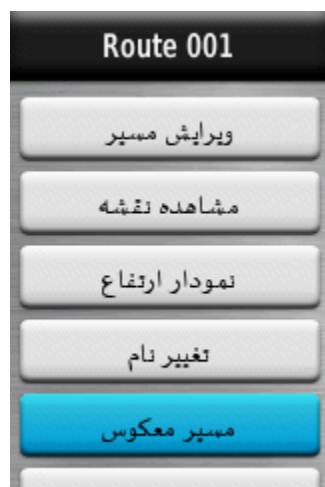 Route 001
ویرایش مسیر
مشاهده نقشه
نمودار ارتفاع
تغییر نام
مسیر معکوس